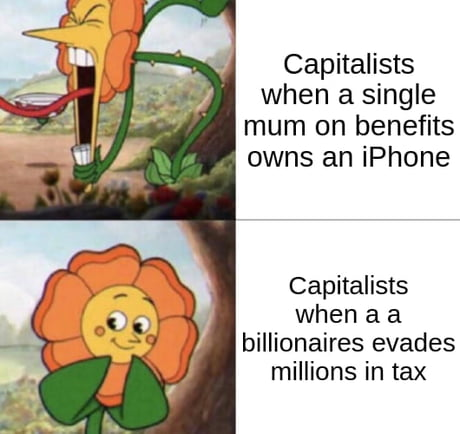 Capitalists
when a single
mum on benefits
owns an iPhone
Capitalists
when a a
billionaires evades
millions in tax